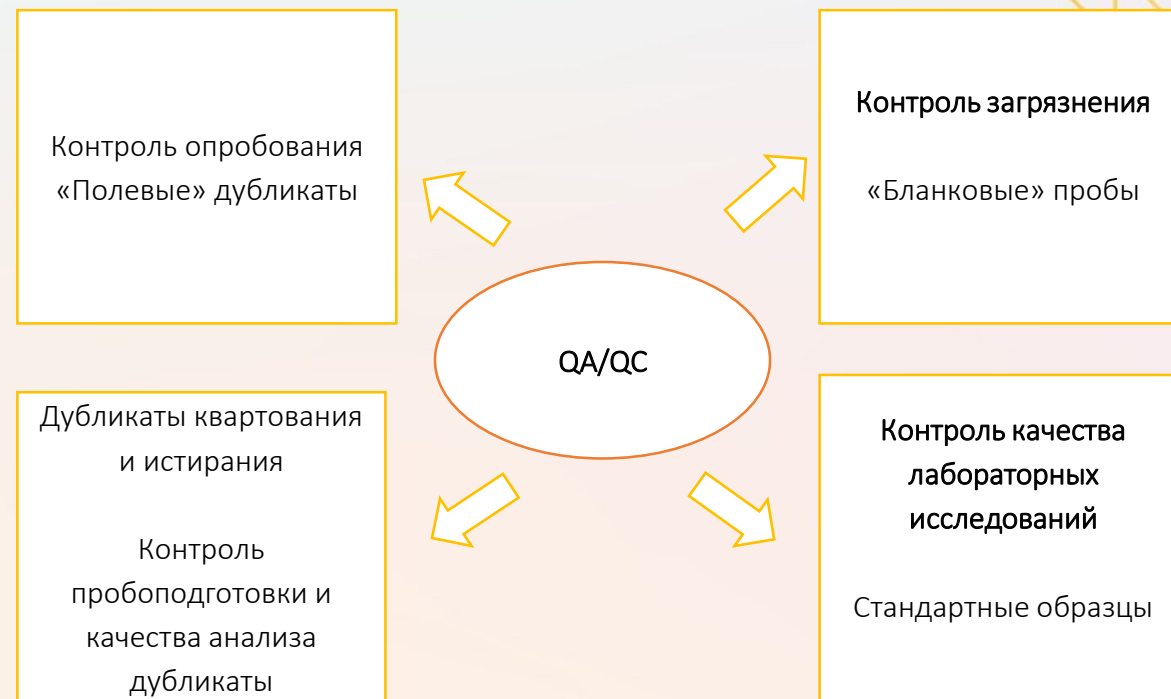 Контроль опробования
«Полевые» дубликаты
Контроль загрязнения
«Бланковые» пробы
QA/QC
Дубликаты квартования
и истирания
Контроль
пробоподготовки и
качества анализа
дубликаты
Контроль качества
лабораторных
исследований
Стандартные образцы